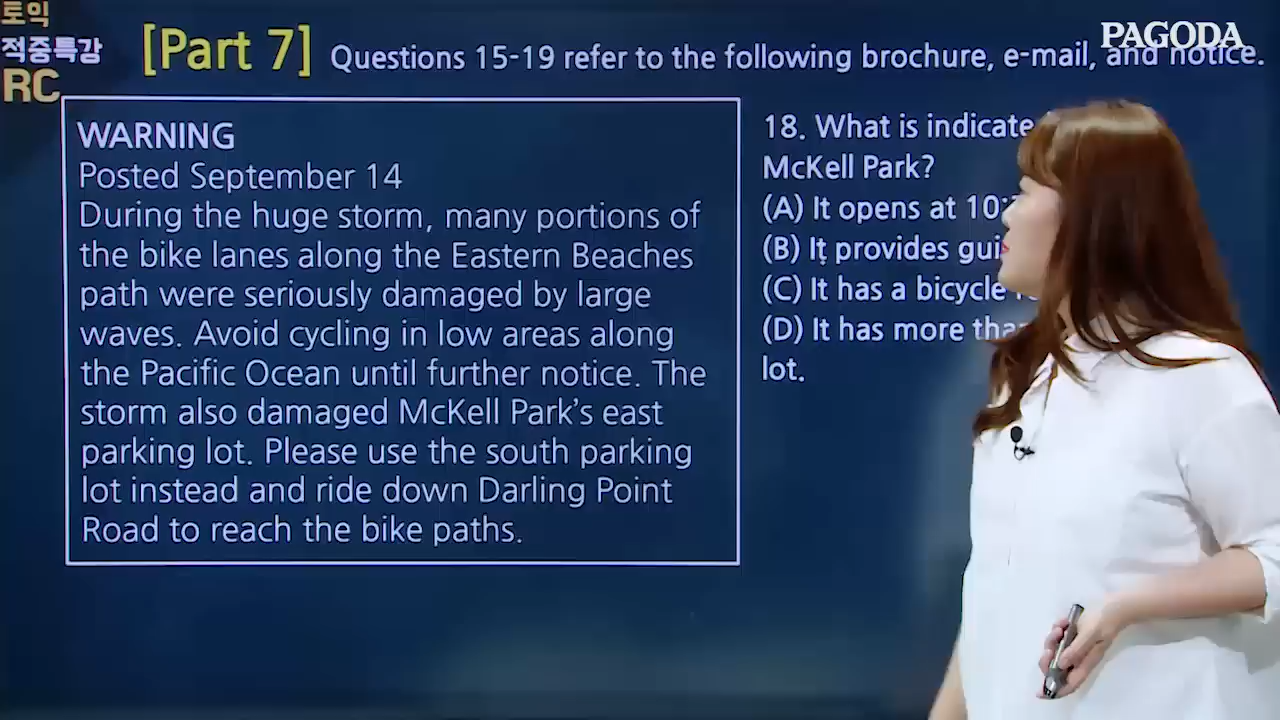 토익
적중특강
RC
[Part 7] Questions 15-19 refer to the following brochure, e-mail, and notice.
PAGODA
WARNING
Posted September 14
During the huge storm, many portions of
the bike lanes along the Eastern Beaches
path were seriously damaged by large
waves. Avoid cycling in low areas along
the Pacific Ocean until further notice. The
storm also damaged McKell Park's east
parking lot. Please use the south parking
lot instead and ride down Darling Point
Road to reach the bike paths.
18. What is
McKell Park?
(A) It opens at
(B) It provides
(C) It has a bicycle
(D) It has more
lot.